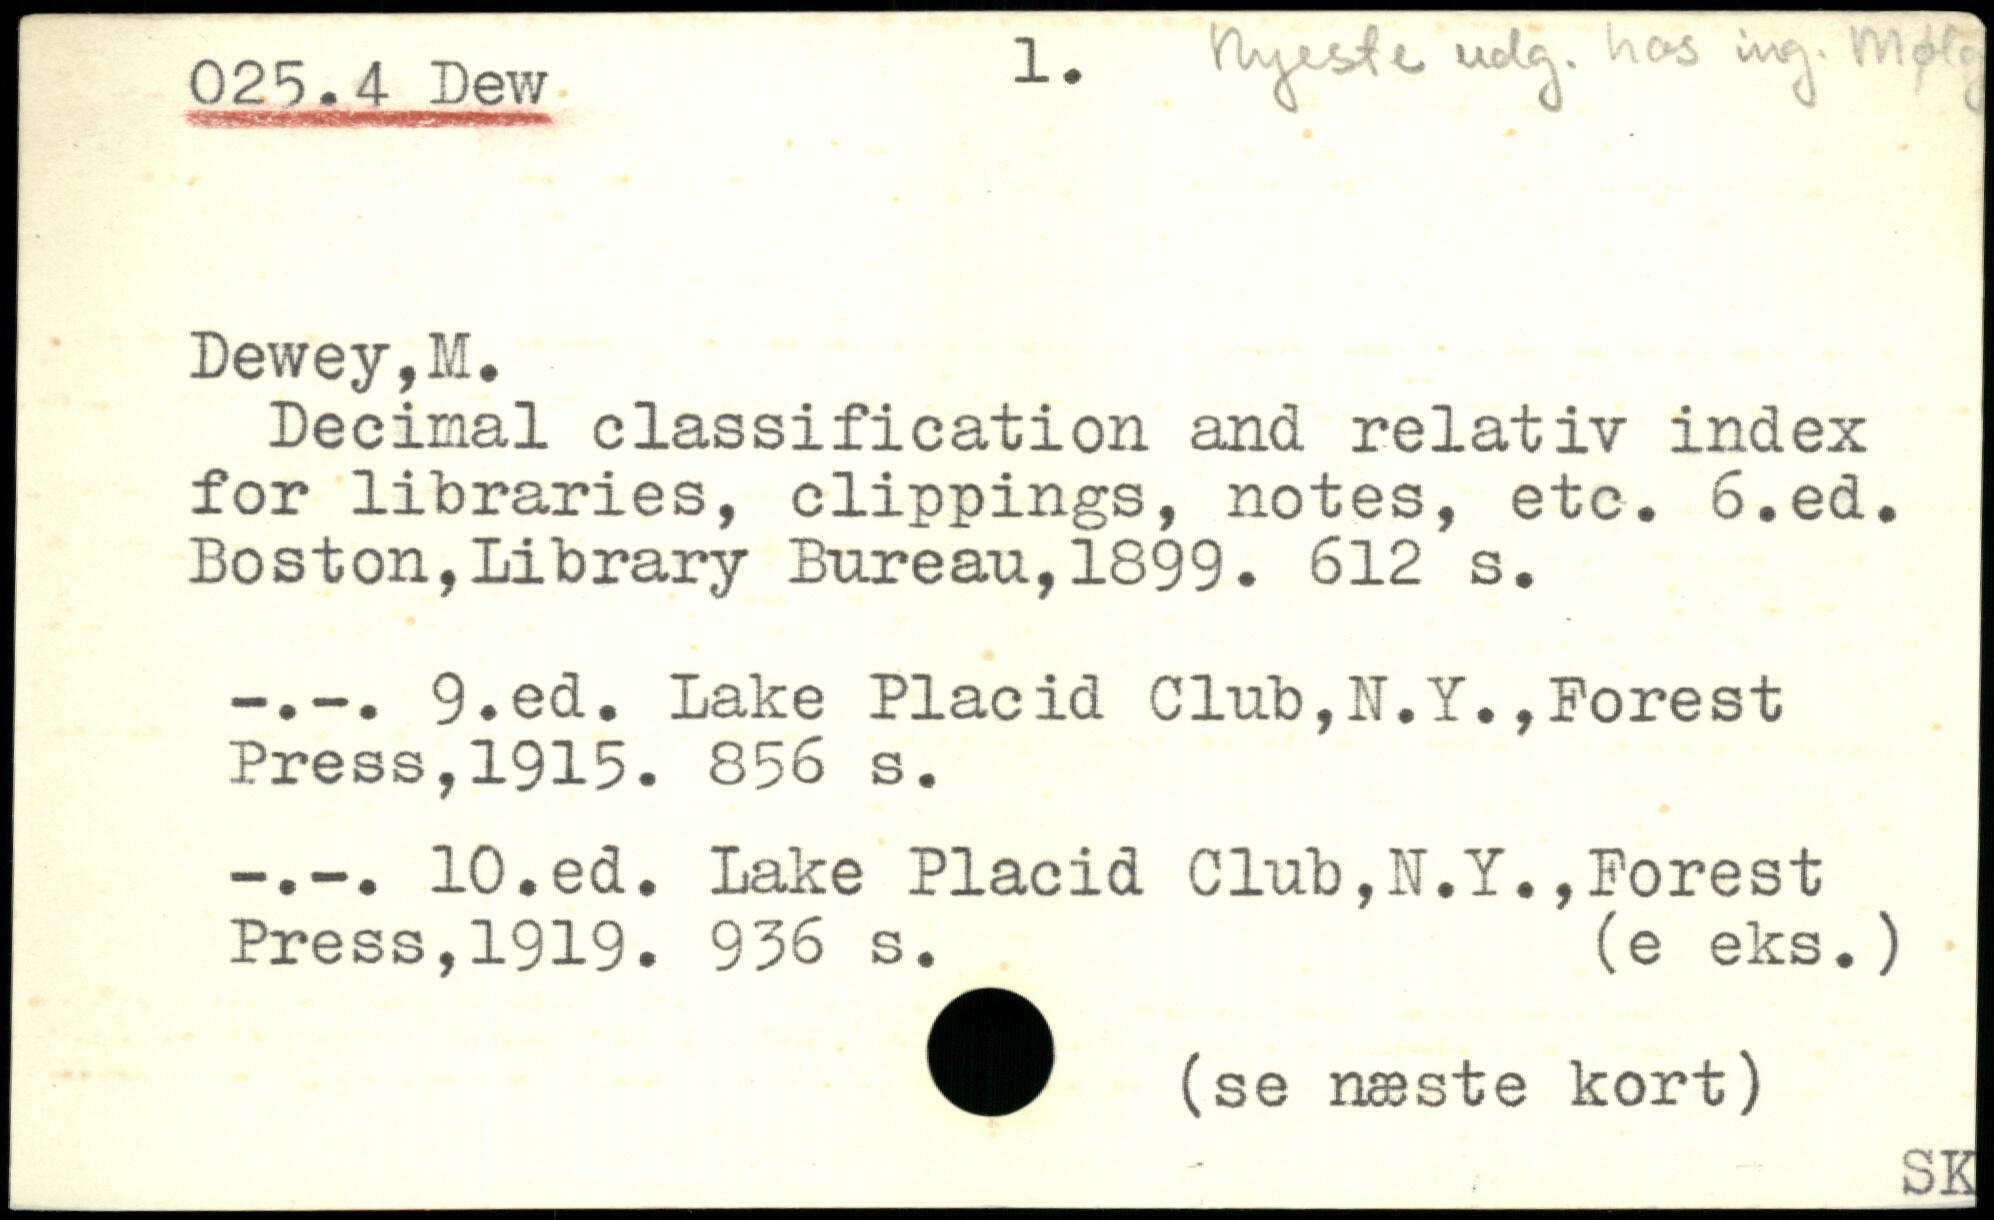 025.4 Dew 1. Nyeste udg. hos ing. Mølg
Dewey,M.
Decimal classification and relativ index
for libraries, clippings, notes, etc. 6.ed.
Boston,Library Bureau,1899. 612 s.
-.-. 9.ed. Lake Placid Club,N.Y.,Forest
Press,1915. 856 s.
-.-. 10.ed. Lake Placid Club,N.Y.,Forest
Press,1919. 936 s. (e eks.)
(se næste kort)
SK